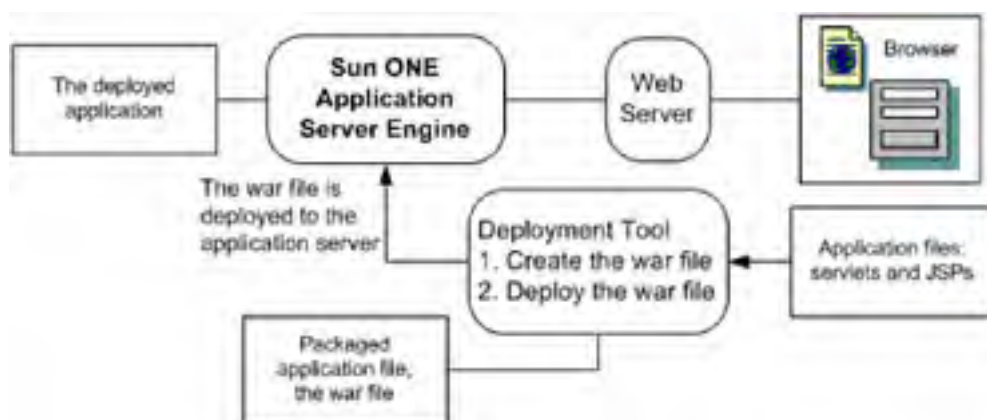 The deployed
application
Sun ONE
Application
Server Engine
Web
Server
Browser
The war file is
deployed to the
application server
Deployment Tool
1. Create the war file
2. Deploy the war file
Application files:
servlets and JSPs
Packaged
application file,
the war file